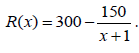 R(x) = 300 − 150/(x+1).